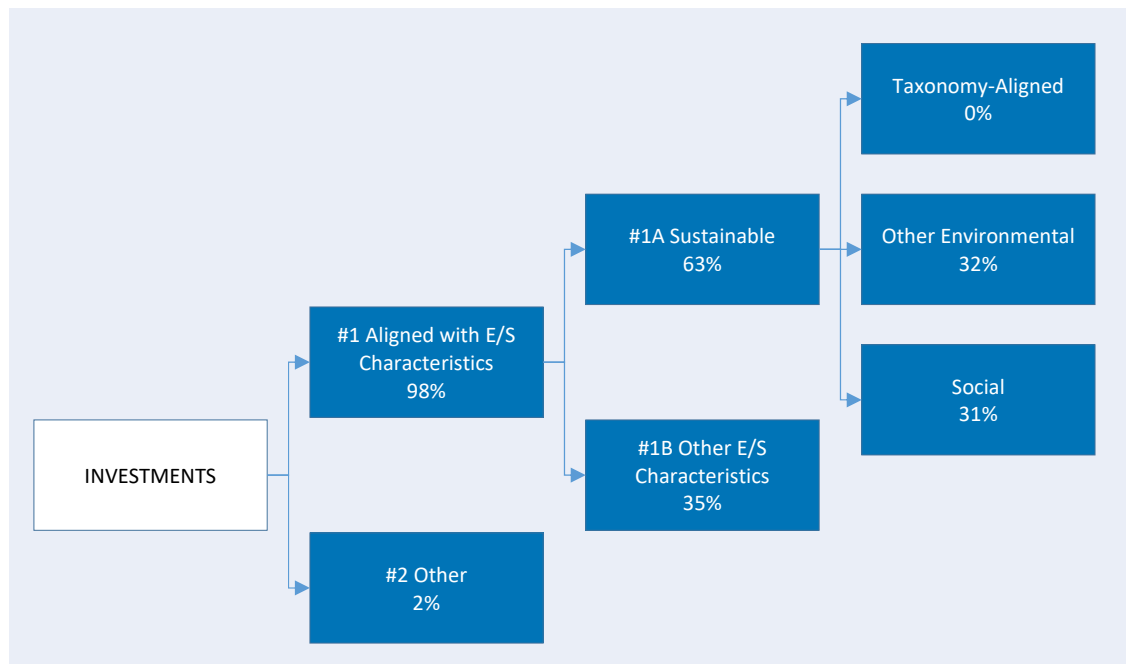 INVESTMENTS
#1 Aligned with E/S
Characteristics
98%
#2 Other
2%
#1A Sustainable
63%
#1B Other E/S
Characteristics
35%
Taxonomy-Aligned
0%
Other Environmental
32%
Social
31%